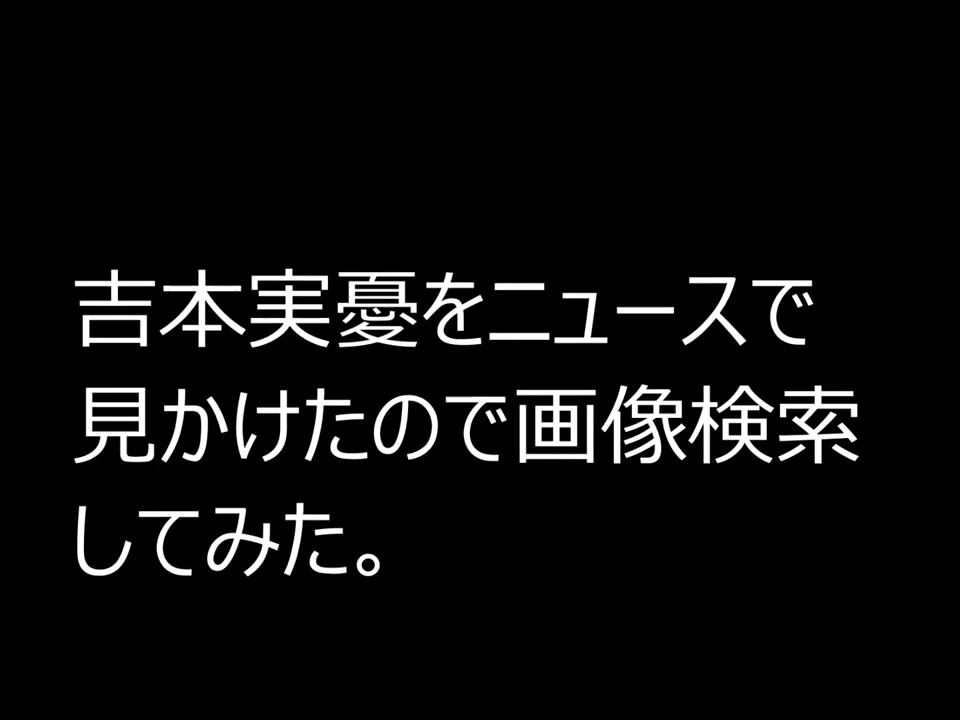 吉本実憂をニュースで
見かけたので画像検索
してみた。